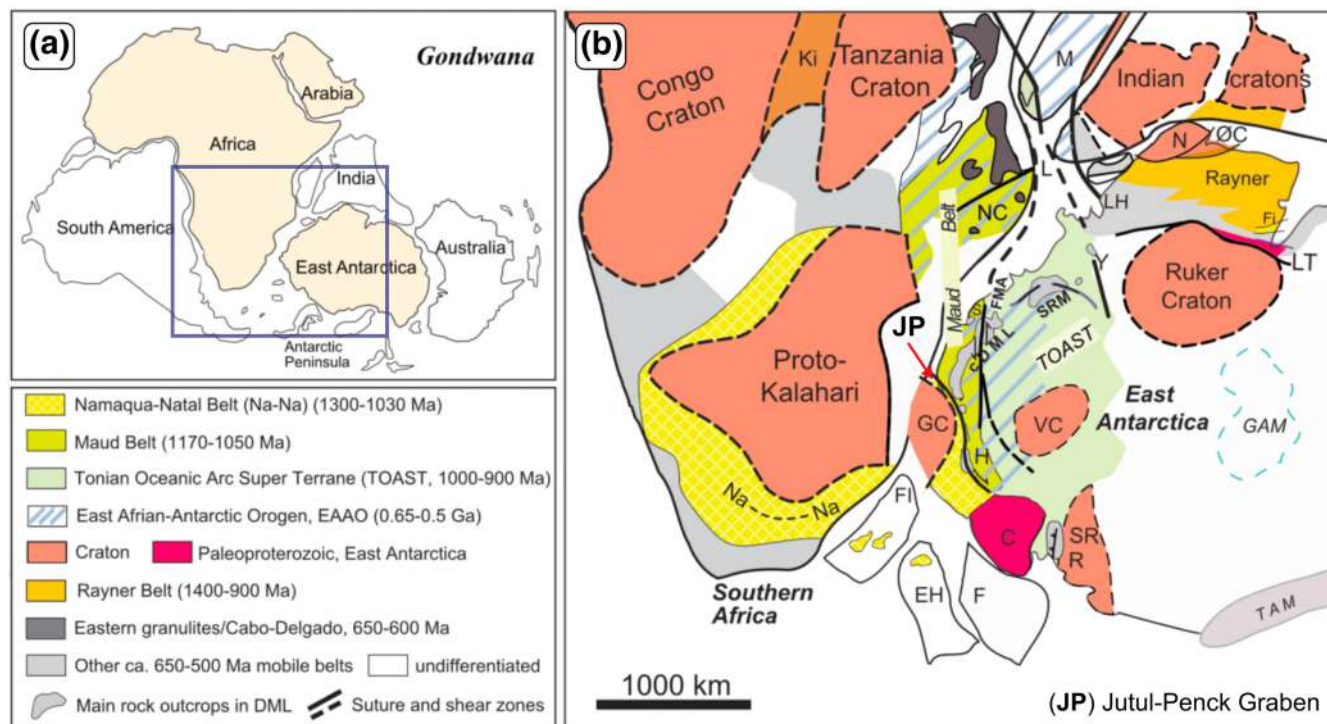 (a)
Gondwana
Arabia
Africa
India
South America
East Antarctica
Australia
Antarctic
Peninsula
Namaqua-Natal Belt (Na-Na) (1300-1030 Ma)
Maud Belt (1170-1050 Ma)
Tonian Oceanic Arc Super Terrane (TOAST, 1000-900 Ma)
East Afrian-Antarctic Orogen, EAAO (0.65-0.5 Ga)
Craton Paleoproterozoic, East Antarctica
Rayner Belt (1400-900 Ma)
Eastern granulites/Cabo-Delgado, 650-600 Ma
Other ca. 650-500 Ma mobile belts undifferentiated
Main rock outcrops in DML Suture and shear zones
(b)
Congo
Craton
Ki
Tanzania
Craton
M
Indian cratons
N
ØC
Rayner
L
LH
NC
Fi
LT
Maud Belt
Y
Ruker
Craton
FMA
SRM
JP
CDML
TOAST
Proto-
Kalahari
GC
VC
East
Antarctica
GAM
H
Na Na
FI
C
SR
R
EH
F
Southern
Africa
TAM
1000 km
(JP) Jutul-Penck Graben